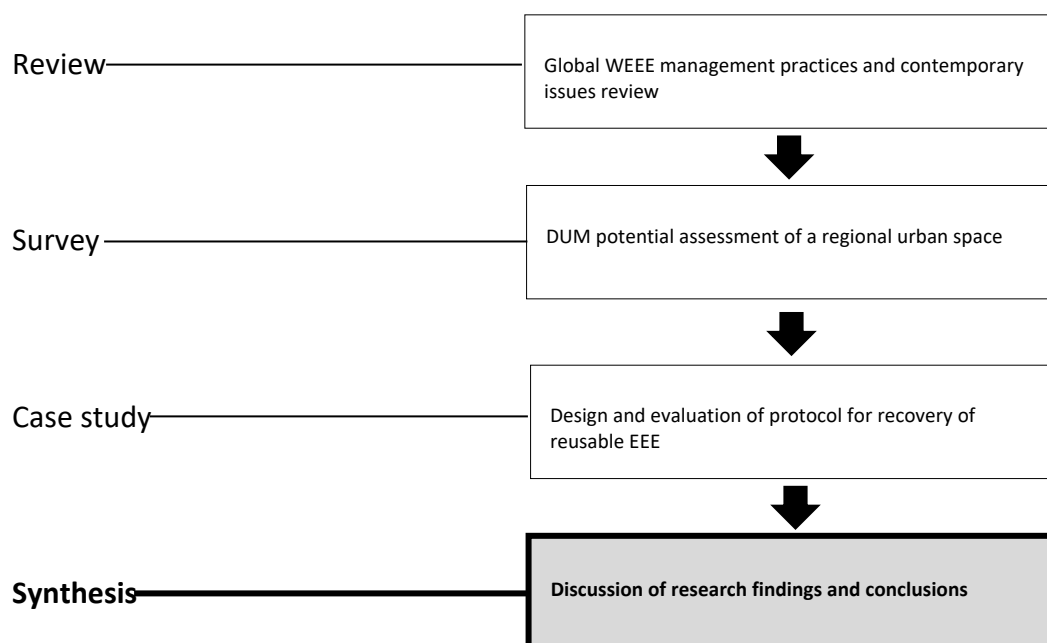 Review
Global WEEE management practices and contemporary
issues review
Survey
DUM potential assessment of a regional urban space
Case study
Design and evaluation of protocol for recovery of
reusable EEE
Synthesis
Discussion of research findings and conclusions